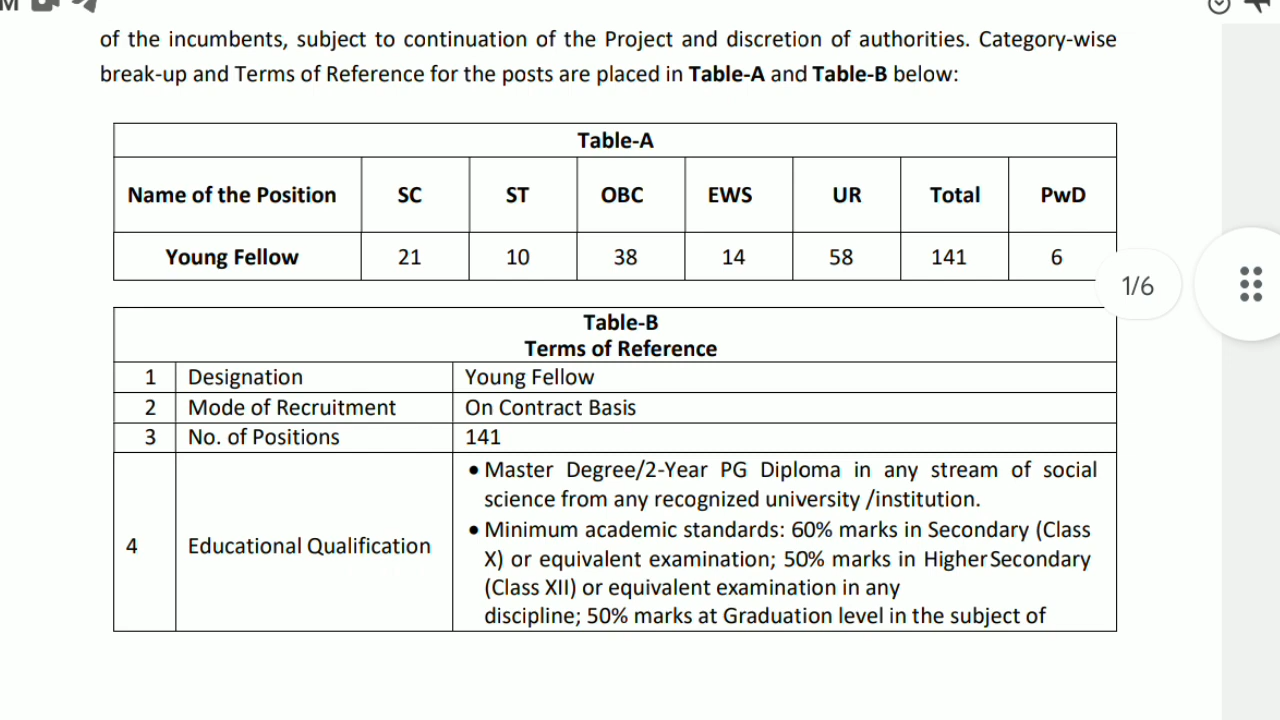 of the incumbents, subject to continuation of the Project and discretion of authorities. Category-wise
break-up and Terms of Reference for the posts are placed in Table-A and Table-B below:
Table-A
Name of the Position SC ST OBC EWS UR Total PwD
Young Fellow 21 10 38 14 58 141 6
1/6
Table-B
Terms of Reference
1 Designation Young Fellow
2 Mode of Recruitment On Contract Basis
3 No. of Positions 141
4 Educational Qualification
• Master Degree/2-Year PG Diploma in any stream of social
science from any recognized university /institution.
• Minimum academic standards: 60% marks in Secondary (Class
X) or equivalent examination; 50% marks in Higher Secondary
(Class XII) or equivalent examination in any
discipline; 50% marks at Graduation level in the subject of